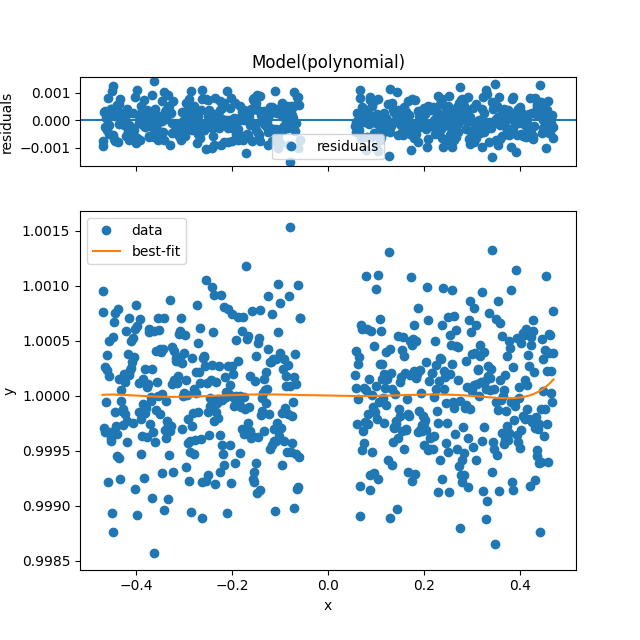 Model(polynomial)
0.001
0.000
−0.001
residuals
residuals
1.0015
1.0010
1.0005
1.0000
0.9995
0.9990
0.9985
y
data
best-fit
−0.4
−0.2
0.0
0.2
0.4
x